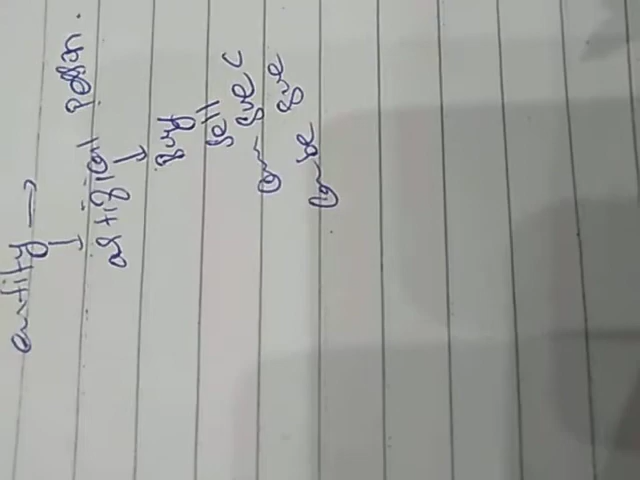 entity →
↓
artificial person.
↓
buy
sell
can sue
can be sue